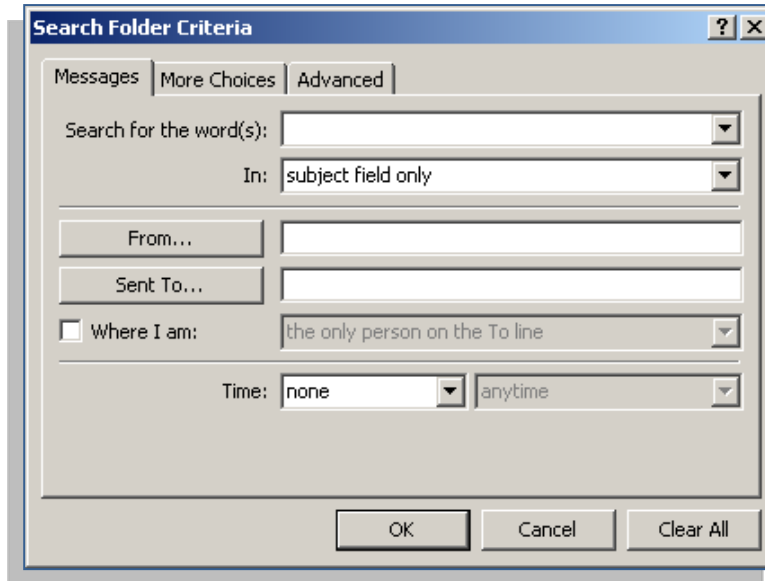 Search Folder Criteria
Messages More Choices Advanced
Search for the word(s):
In: subject field only
From...
Sent To...
Where I am: the only person on the To line
Time: none anytime
OK Cancel Clear All